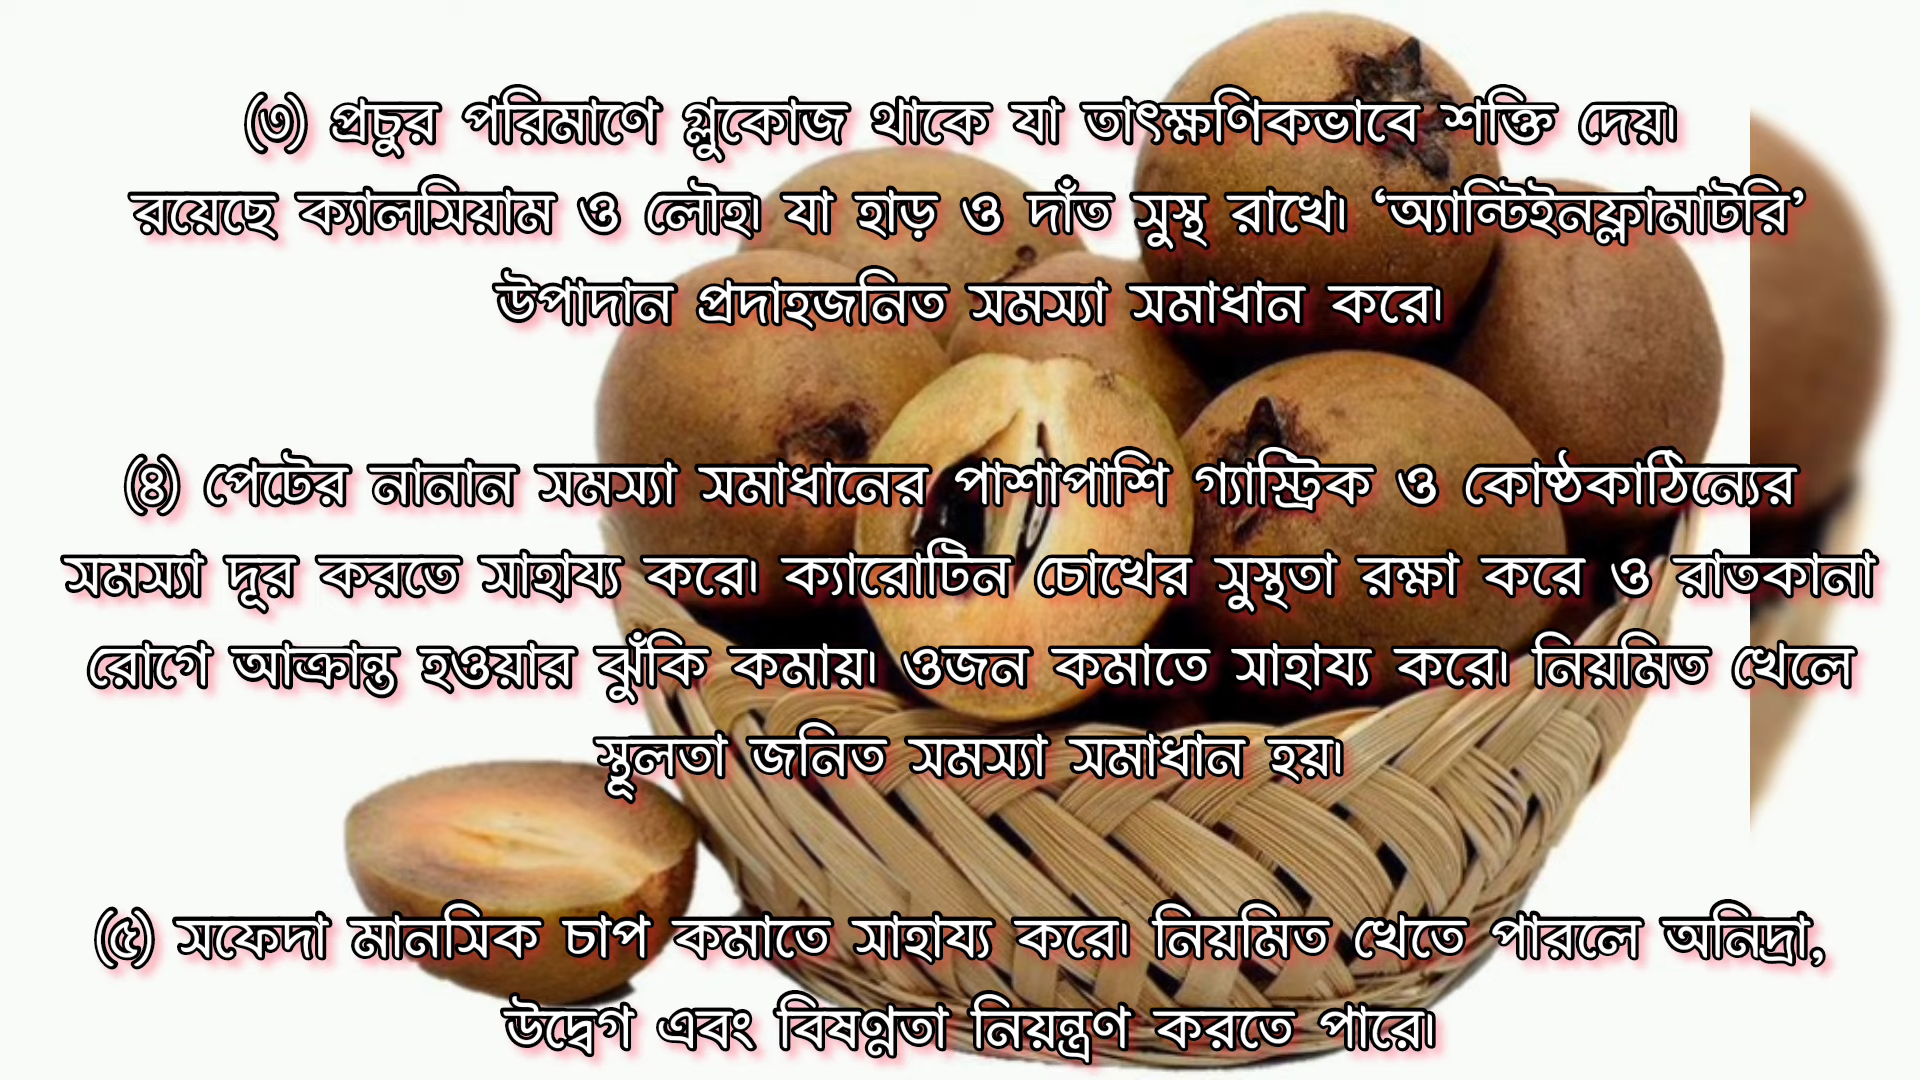 (৩) প্রচুর পরিমাণে গ্লুকোজ থাকে যা তাৎক্ষণিকভাবে শক্তি দেয়।
রয়েছে ক্যালসিয়াম ও লৌহ। যা হাড় ও দাঁত সুস্থ রাখে। ‘অ্যান্টিইনফ্লামাটরি’
উপাদান প্রদাহজনিত সমস্যা সমাধান করে।
(৪) পেটের নানান সমস্যা সমাধানের পাশাপাশি গ্যাস্ট্রিক ও কোষ্ঠকাঠিন্যের
সমস্যা দূর করতে সাহায্য করে। ক্যারোটিন চোখের সুস্থতা রক্ষা করে ও রাতকানা
রোগে আক্রান্ত হওয়ার ঝুঁকি কমায়। ওজন কমাতে সাহায্য করে। নিয়মিত খেলে
স্থূলতা জনিত সমস্যা সমাধান হয়।
(৫) সফেদা মানসিক চাপ কমাতে সাহায্য করে। নিয়মিত খেতে পারলে অনিদ্রা,
উদ্বেগ এবং বিষণ্নতা নিয়ন্ত্রণ করতে পারে।